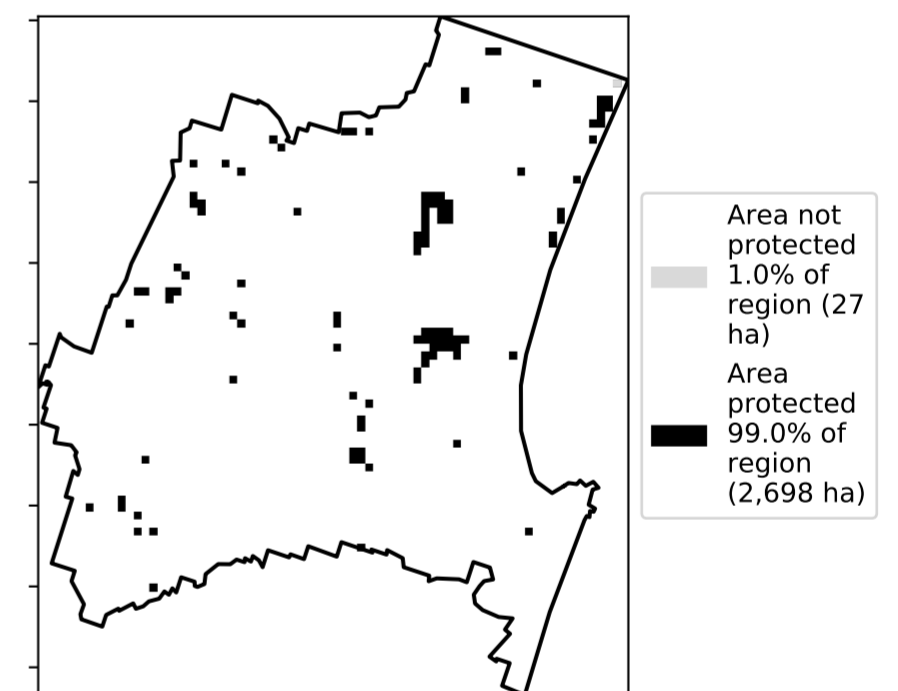 Area not
protected
1.0% of
region (27
ha)
Area
protected
99.0% of
region
(2,698 ha)